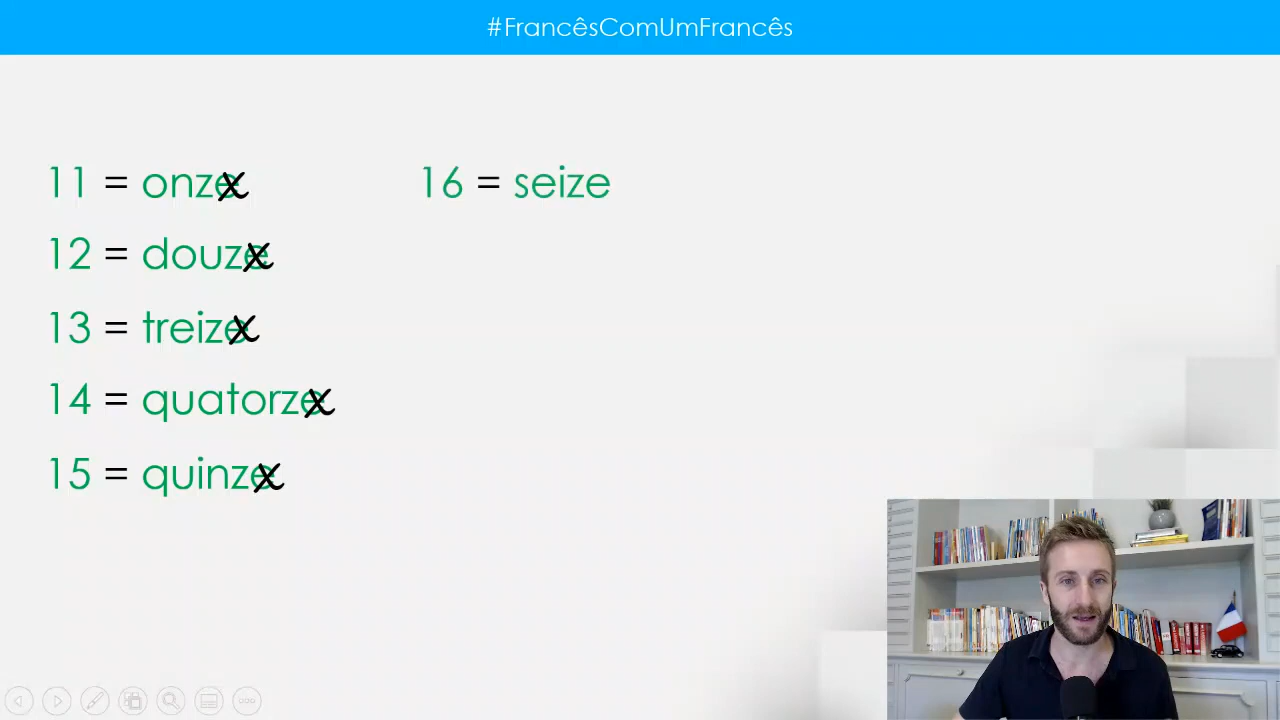 #FrancêsComUmFrancês
11 = onze
12 = douze
13 = treize
14 = quatorze
15 = quinze
16 = seize